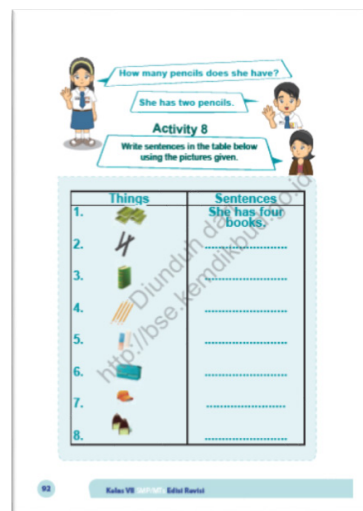 How many pencils does she have?
She has two pencils.
Activity 8
Write sentences in the table below
using the pictures given.
Things
Sentences
1.
She has four
books.
2.
........................
3.
........................
4.
........................
5.
........................
6.
........................
7.
........................
8.
........................
Diunduh dari
http://bse.kemdikbud.go.id
92
Kelas VII
Edisi Revisi